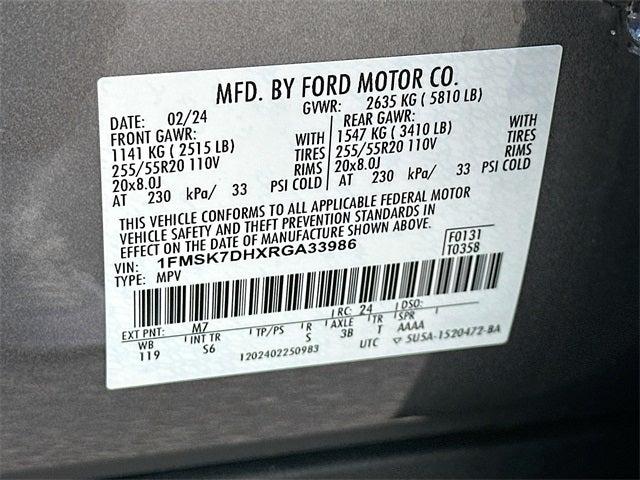 MFD. BY FORD MOTOR CO.
DATE: 02/24 GVWR: 2635 KG ( 5810 LB)
FRONT GAWR: REAR GAWR:
1141 KG ( 2515 LB) WITH 1547 KG ( 3410 LB) WITH
255/55R20 110V TIRES 255/55R20 110V TIRES
20x8.0J RIMS 20x8.0J RIMS
AT 230 kPa/ 33 PSI COLD AT 230 kPa/ 33 PSI COLD
THIS VEHICLE CONFORMS TO ALL APPLICABLE FEDERAL MOTOR
VEHICLE SAFETY AND THEFT PREVENTION STANDARDS IN
EFFECT ON THE DATE OF MANUFACTURE SHOWN ABOVE.
VIN: 1FMSK7DHXRGA33986 F0131
TYPE: MPV T0358
EXT PNT: M7 RC: 24 DSO:
WB INT TR TP/PS R AXLE TR SPR
119 S6 S 3B T AAAA
1202402250983 UTC ▽ 5U5A-1520472-BA